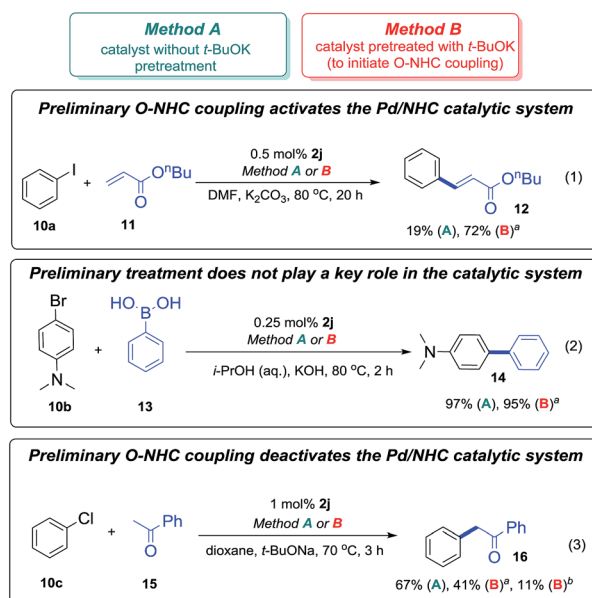 Method A
catalyst without t-BuOK
pretreatment
Method B
catalyst pretreated with t-BuOK
(to initiate O-NHC coupling)
Preliminary O-NHC coupling activates the Pd/NHC catalytic system
I
10a
+
OⁿBu
O
11
0.5 mol% 2j
Method A or B
DMF, K₂CO₃, 80 ºC, 20 h
OⁿBu
O
12
19% (A), 72% (B)ᵃ
(1)
Preliminary treatment does not play a key role in the catalytic system
Br
N
10b
+
HO OH
B
13
0.25 mol% 2j
Method A or B
i-PrOH (aq.), KOH, 80 ºC, 2 h
N
14
97% (A), 95% (B)ᵃ
(2)
Preliminary O-NHC coupling deactivates the Pd/NHC catalytic system
Cl
10c
+
Ph
O
15
1 mol% 2j
Method A or B
dioxane, t-BuONa, 70 ºC, 3 h
Ph
O
16
67% (A), 41% (B)ᵃ, 11% (B)ᵇ
(3)